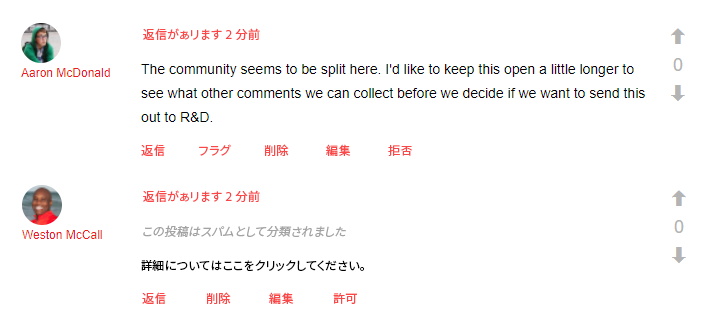 返信があります 2 分前
Aaron McDonald
The community seems to be split here. I'd like to keep this open a little longer to
see what other comments we can collect before we decide if we want to send this
out to R&D.
0
返信 フラグ 削除 編集 拒否
返信があります 2 分前
Weston McCall
この投稿はスパムとして分類されました
0
詳細についてはここをクリックしてください。
返信 削除 編集 許可